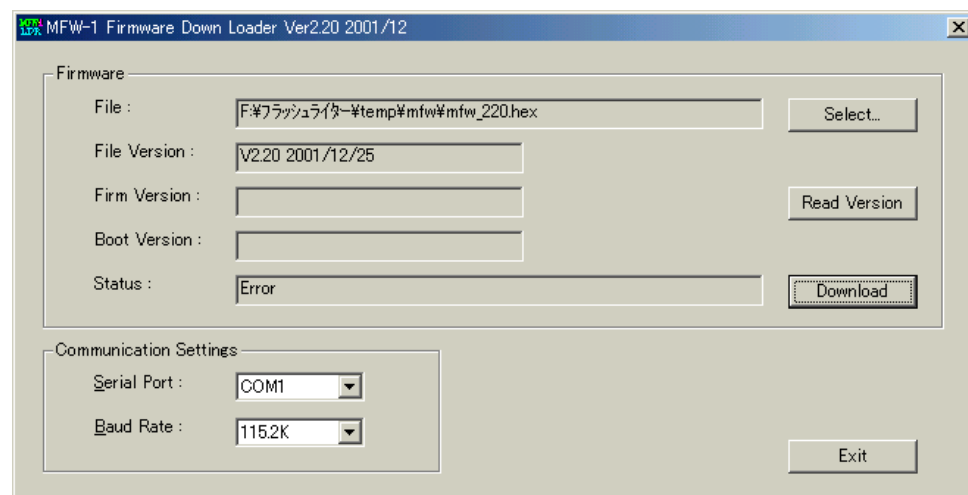 MFW LDR MFW-1 Firmware Down Loader Ver2.20 2001/12
Firmware
File : F:¥フラッシュライター¥temp¥mfw¥mfw_220.hex Select...
File Version : V2.20 2001/12/25
Firm Version : Read Version
Boot Version :
Status : Error Download
Communication Settings
Serial Port : COM1
Baud Rate : 115.2K
Exit